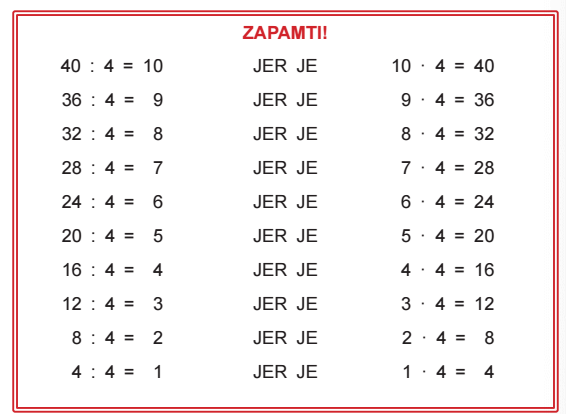 ZAPAMTI!
40 : 4 = 10 JER JE 10 · 4 = 40
36 : 4 = 9 JER JE 9 · 4 = 36
32 : 4 = 8 JER JE 8 · 4 = 32
28 : 4 = 7 JER JE 7 · 4 = 28
24 : 4 = 6 JER JE 6 · 4 = 24
20 : 4 = 5 JER JE 5 · 4 = 20
16 : 4 = 4 JER JE 4 · 4 = 16
12 : 4 = 3 JER JE 3 · 4 = 12
8 : 4 = 2 JER JE 2 · 4 = 8
4 : 4 = 1 JER JE 1 · 4 = 4